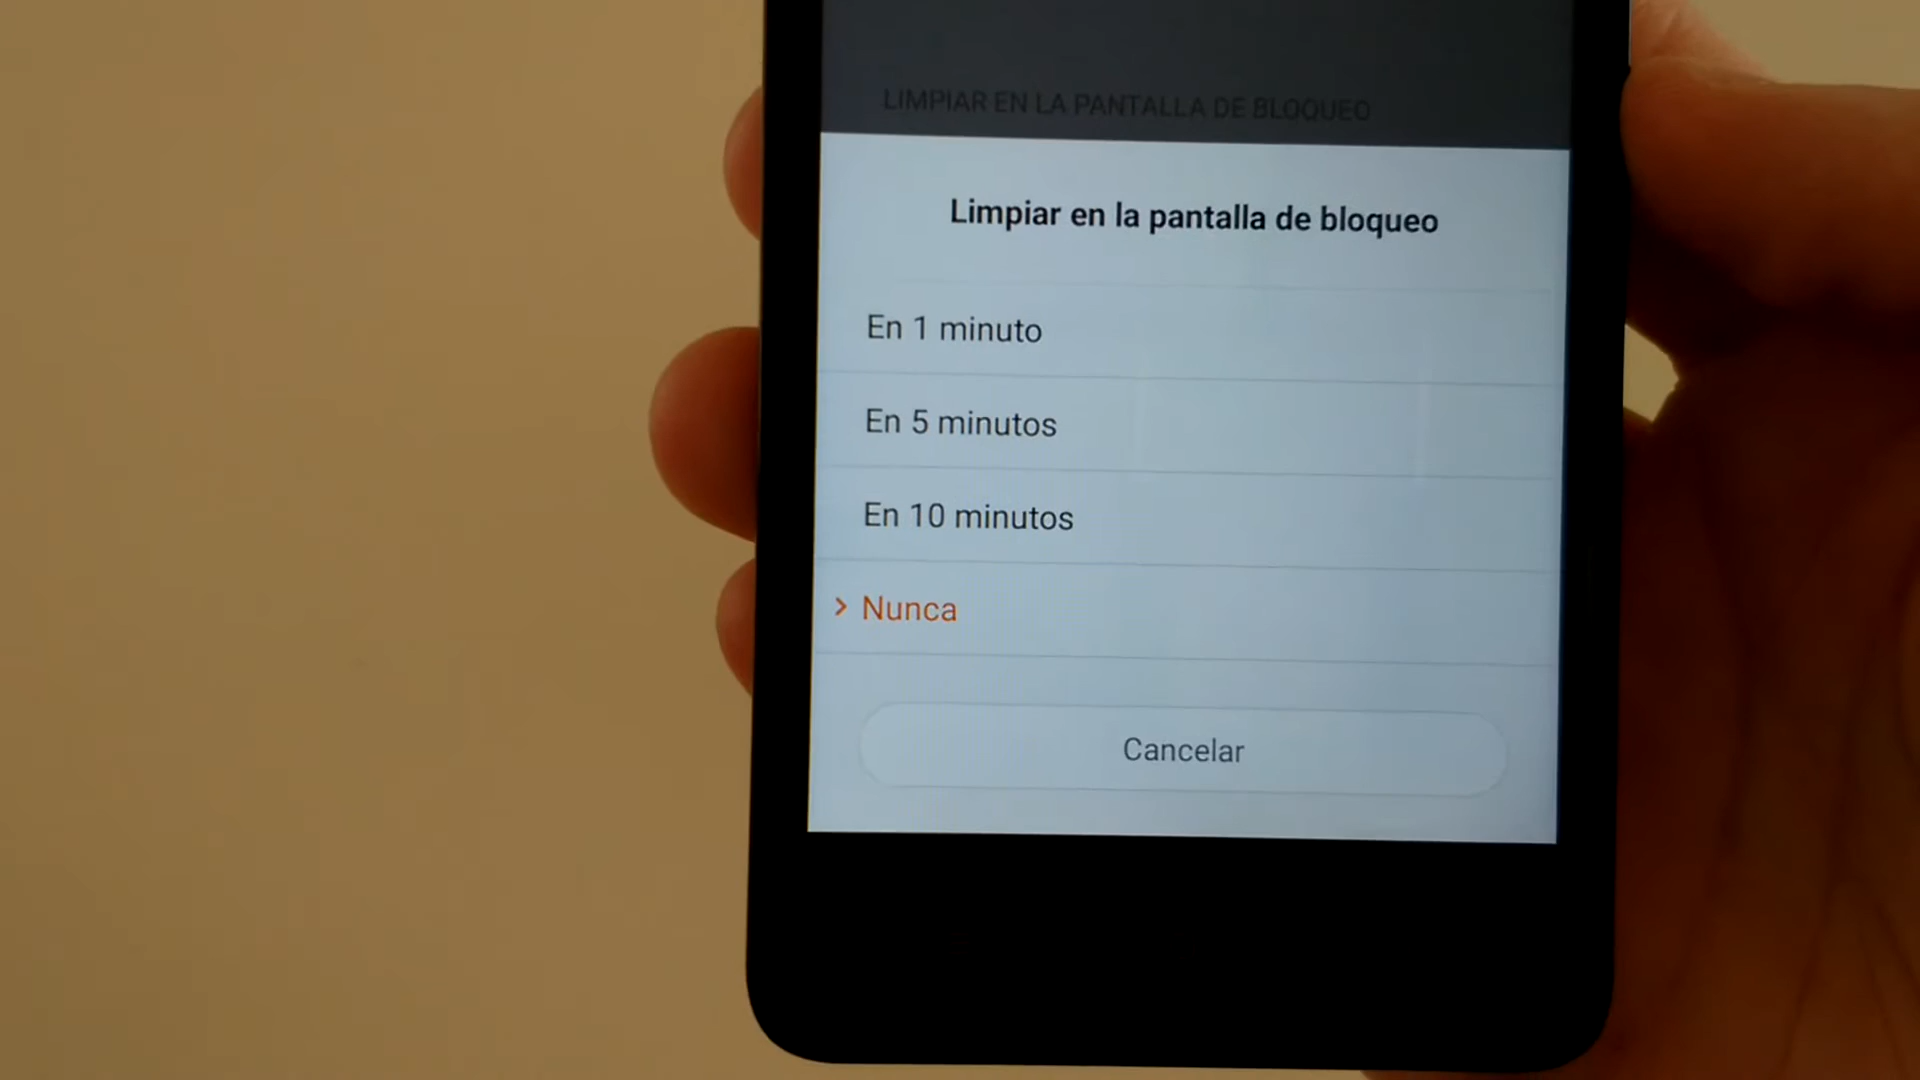 LIMPIAR EN LA PANTALLA DE BLOQUEO
Limpiar en la pantalla de bloqueo
En 1 minuto
En 5 minutos
En 10 minutos
> Nunca
Cancelar